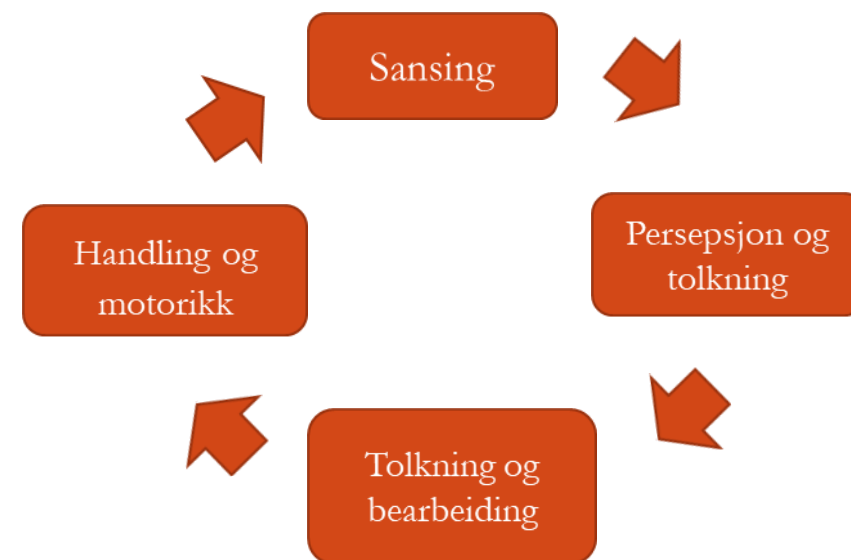 Sansing
Persepsjon og
tolkning
Tolkning og
bearbeiding
Handling og
motorikk